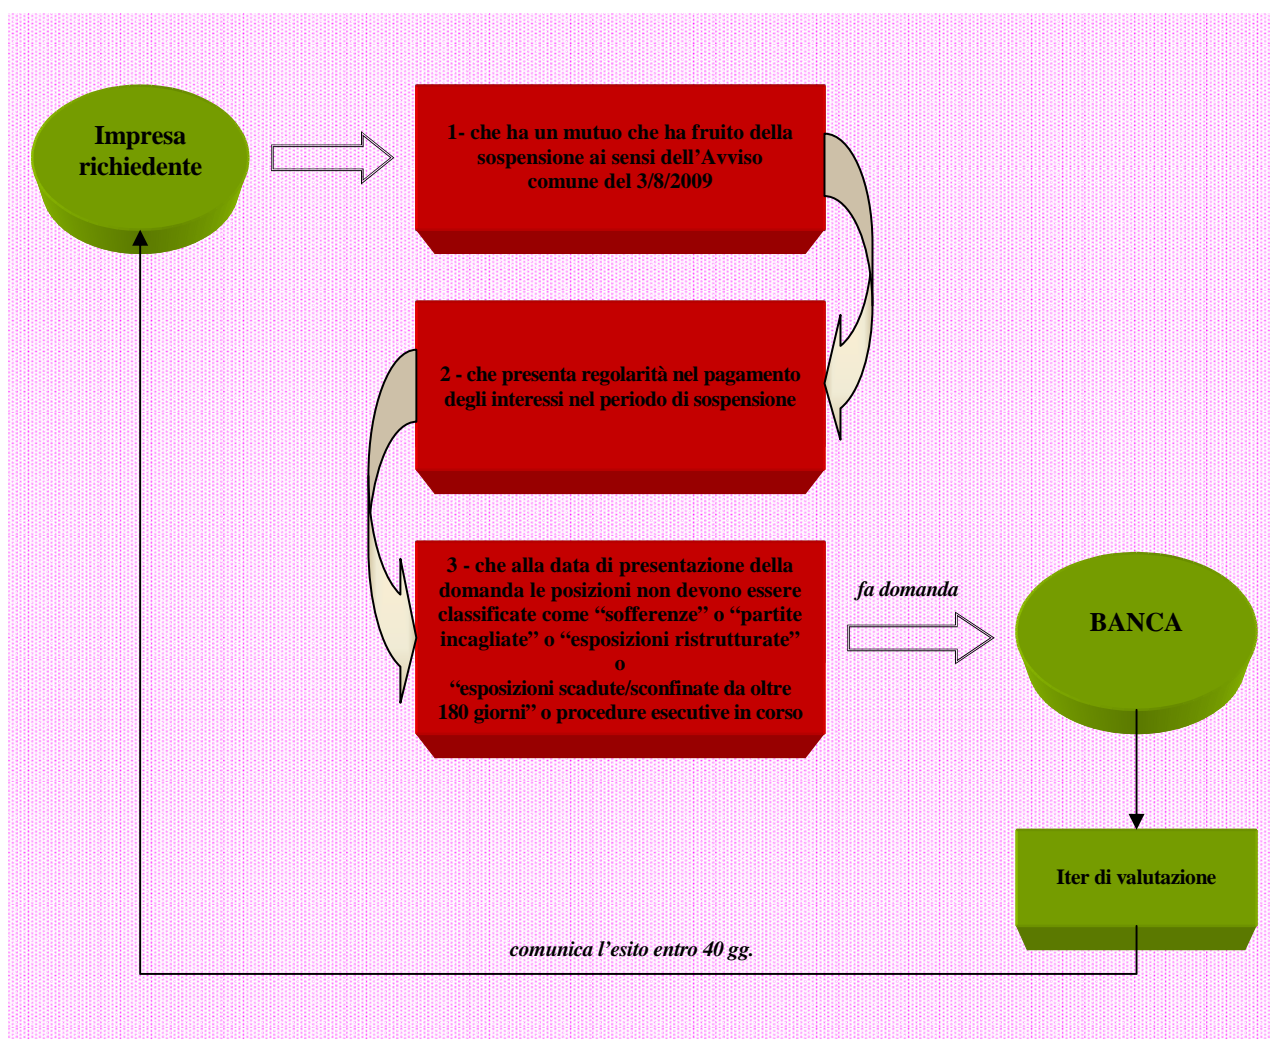 Impresa
richiedente
1- che ha un mutuo che ha fruito della
sospensione ai sensi dell’Avviso
comune del 3/8/2009
2 - che presenta regolarità nel pagamento
degli interessi nel periodo di sospensione
3 - che alla data di presentazione della
domanda le posizioni non devono essere
classificate come “sofferenze” o “partite
incagliate” o “esposizioni ristrutturate”
o
“esposizioni scadute/sconfinate da oltre
180 giorni” o procedure esecutive in corso
fa domanda
BANCA
Iter di valutazione
comunica l’esito entro 40 gg.